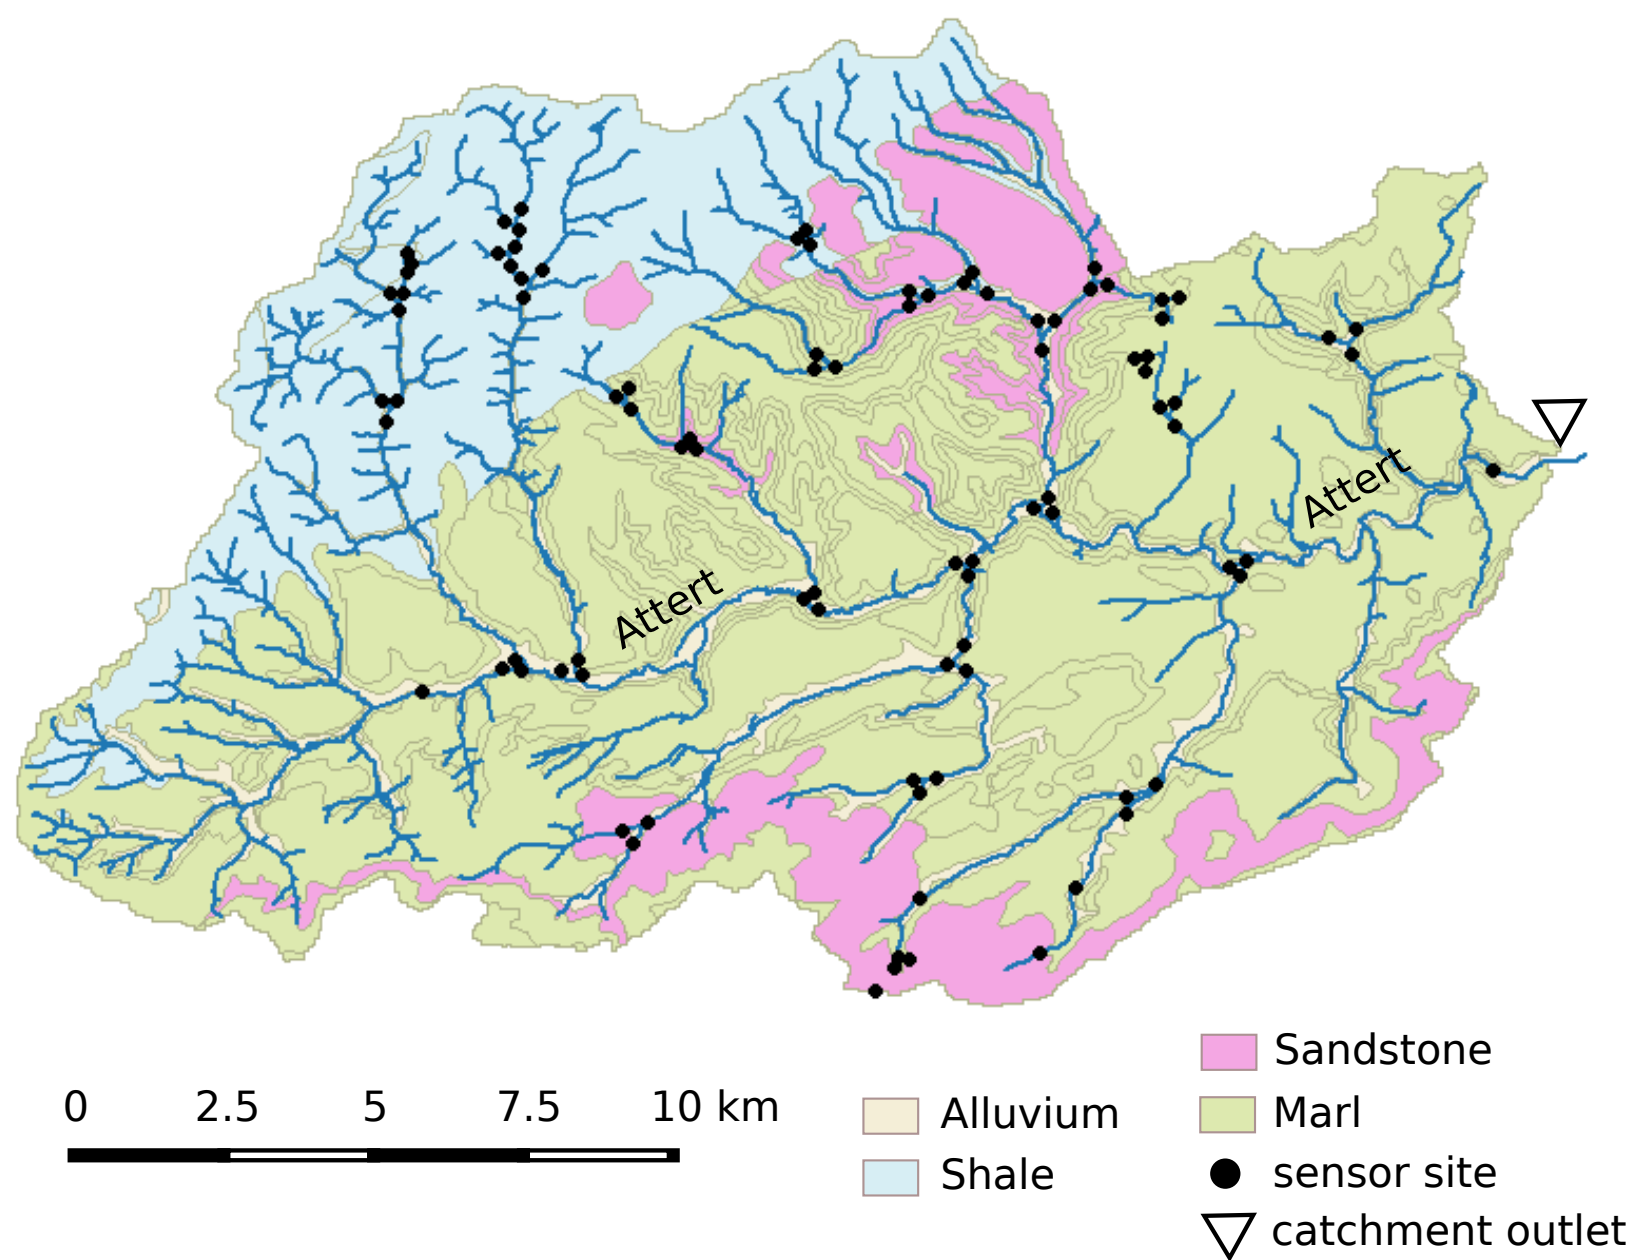 Attert
Attert
0 2.5 5 7.5 10 km
Sandstone
Alluvium
Marl
Shale
sensor site
catchment outlet